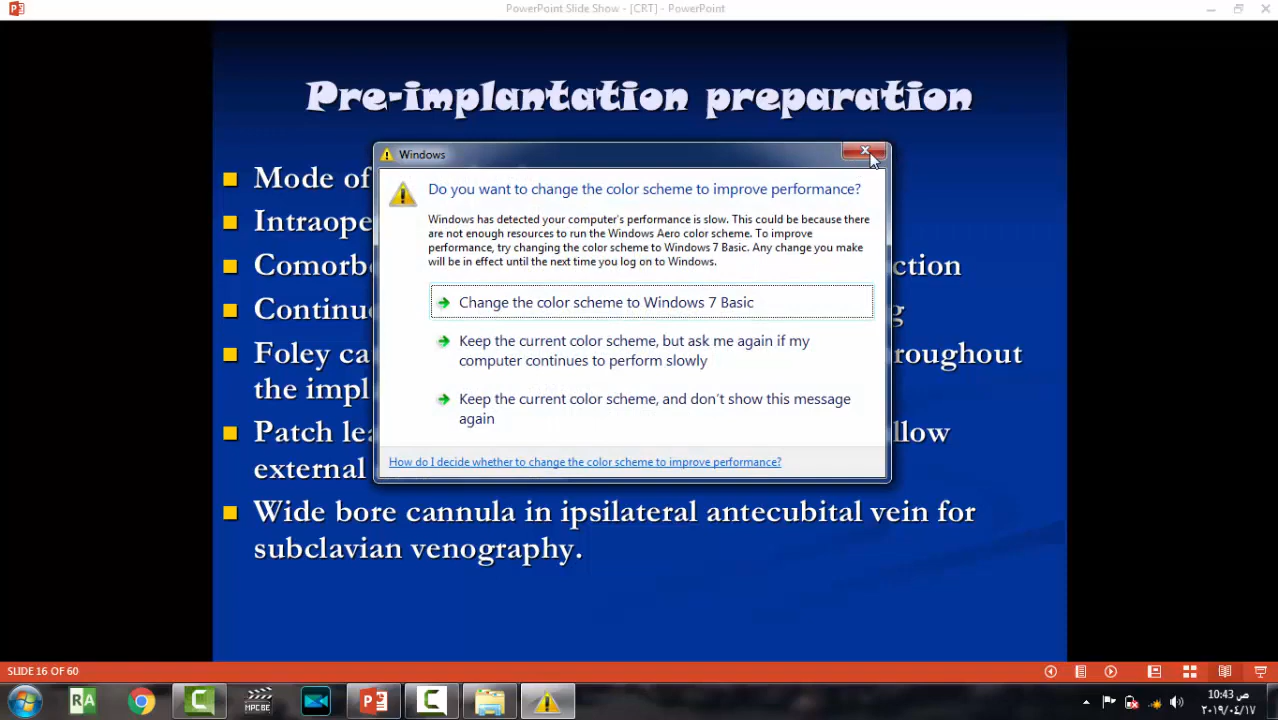 PowerPoint Slide Show - [CRT] - PowerPoint
Pre-implantation preparation
Mode of
Intraope
Comorb
ction
Continu
g
Foley ca
roughout
the impl
Patch lea
llow
external
Wide bore cannula in ipsilateral antecubital vein for
subclavian venography.
Windows
Do you want to change the color scheme to improve performance?
Windows has detected your computer's performance is slow. This could be because there
are not enough resources to run the Windows Aero color scheme. To improve
performance, try changing the color scheme to Windows 7 Basic. Any change you make
will be in effect until the next time you log on to Windows.
Change the color scheme to Windows 7 Basic
Keep the current color scheme, but ask me again if my
computer continues to perform slowly
Keep the current color scheme, and don't show this message
again
How do I decide whether to change the color scheme to improve performance?
SLIDE 16 OF 60
RA
MPC BE
10:43 ص
٢٠١٩/٠٤/١٧